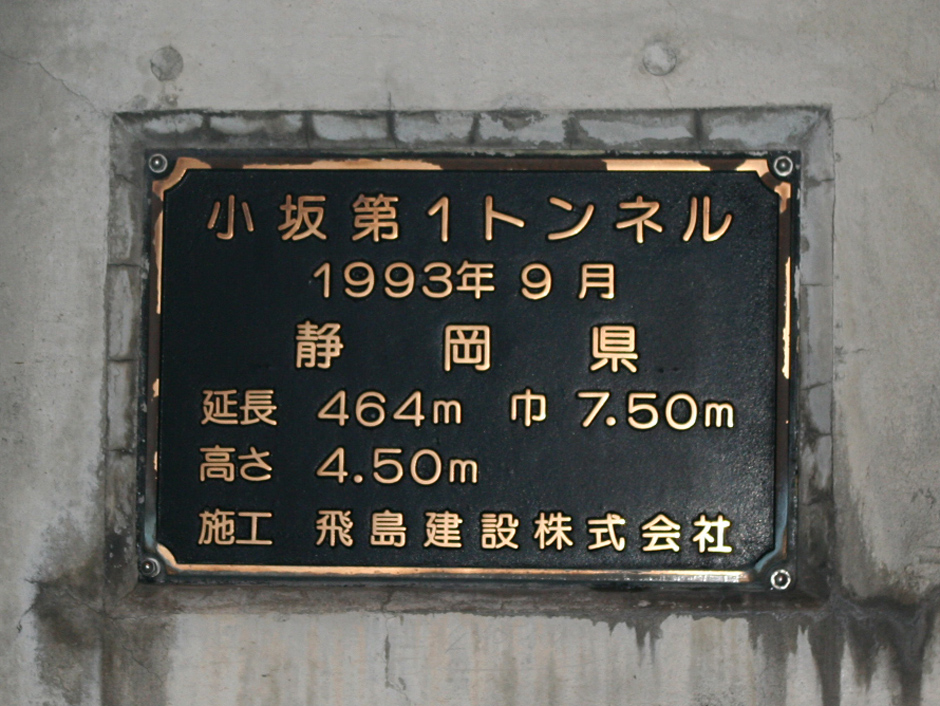 小坂第1トンネル
1993年 9 月
静 岡 県
延長 464m 巾 7.50m
高さ 4.50m
施工 飛島建設株式会社